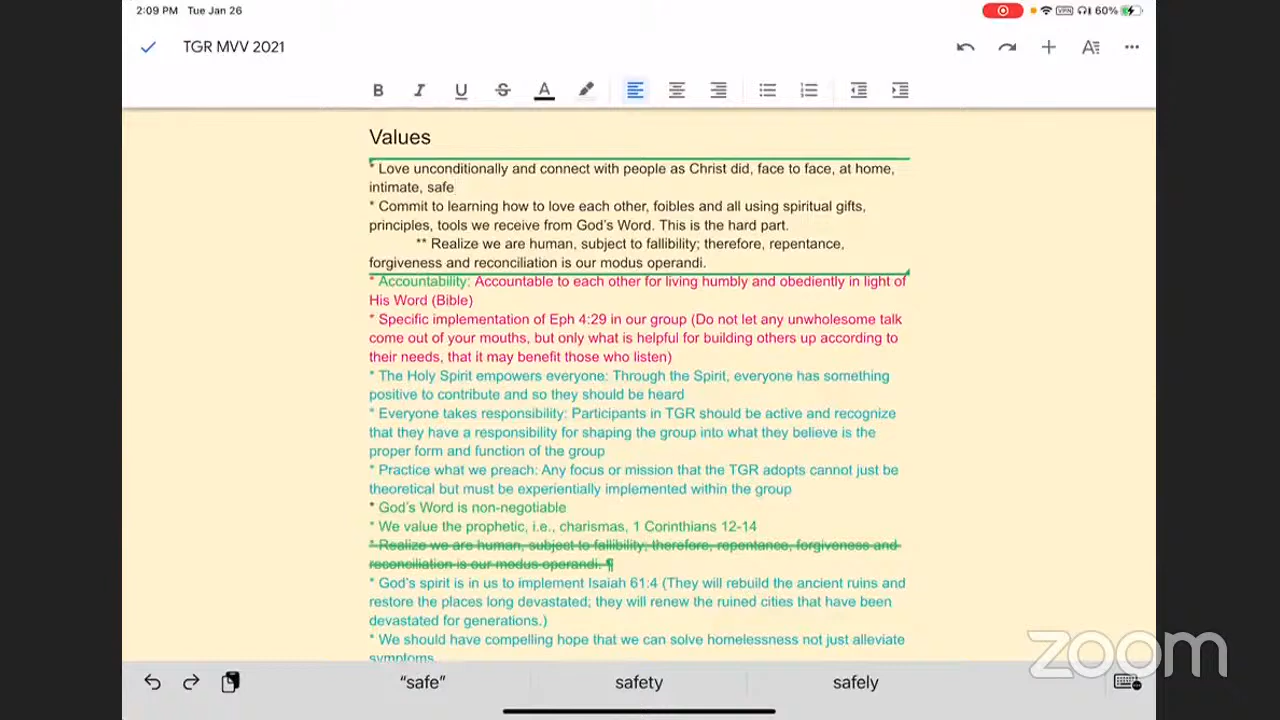 2:09 PM Tue Jan 26
VPN 60%
TGR MVV 2021
B I U S A
Values
* Love unconditionally and connect with people as Christ did, face to face, at home,
intimate, safe
* Commit to learning how to love each other, foibles and all using spiritual gifts,
principles, tools we receive from God's Word. This is the hard part.
** Realize we are human, subject to fallibility; therefore, repentance,
forgiveness and reconciliation is our modus operandi.
* Accountability: Accountable to each other for living humbly and obediently in light of
His Word (Bible)
* Specific implementation of Eph 4:29 in our group (Do not let any unwholesome talk
come out of your mouths, but only what is helpful for building others up according to
their needs, that it may benefit those who listen)
* The Holy Spirit empowers everyone: Through the Spirit, everyone has something
positive to contribute and so they should be heard
* Everyone takes responsibility: Participants in TGR should be active and recognize
that they have a responsibility for shaping the group into what they believe is the
proper form and function of the group
* Practice what we preach: Any focus or mission that the TGR adopts cannot just be
theoretical but must be experientially implemented within the group
* God's Word is non-negotiable
* We value the prophetic, i.e., charismas, 1 Corinthians 12-14
* Realize we are human, subject to fallibility; therefore, repentance, forgiveness and
reconciliation is our modus operandi. ¶
* God's spirit is in us to implement Isaiah 61:4 (They will rebuild the ancient ruins and
restore the places long devastated; they will renew the ruined cities that have been
devastated for generations.)
* We should have compelling hope that we can solve homelessness not just alleviate
symptoms.
zoom
"safe" safety safely